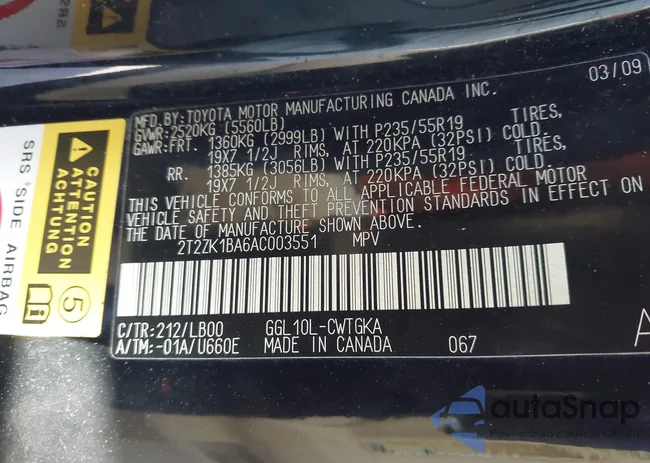 03/09
MFD.BY:TOYOTA MOTOR MANUFACTURING CANADA INC.
GVWR:2520KG (5560LB)
GAWR:FRT. 1360KG (2999LB) WITH P235/55R19 TIRES,
19X7 1/2J RIMS, AT 220KPA (32PSI) COLD.
RR. 1385KG (3056LB) WITH P235/55R19 TIRES,
19X7 1/2J RIMS, AT 220KPA (32PSI) COLD.
THIS VEHICLE CONFORMS TO ALL APPLICABLE FEDERAL MOTOR
VEHICLE SAFETY AND THEFT PREVENTION STANDARDS IN EFFECT ON
THE DATE OF MANUFACTURE SHOWN ABOVE.
2T2ZK1BA6AC003551 MPV
C/TR:212/LB00 GGL10L-CWTGKA
A/TM:-01A/U660E MADE IN CANADA 067
A
CAUTION
ATTENTION
ACHTUNG
SRS 'SIDE AIRBAG
5
autoSnap